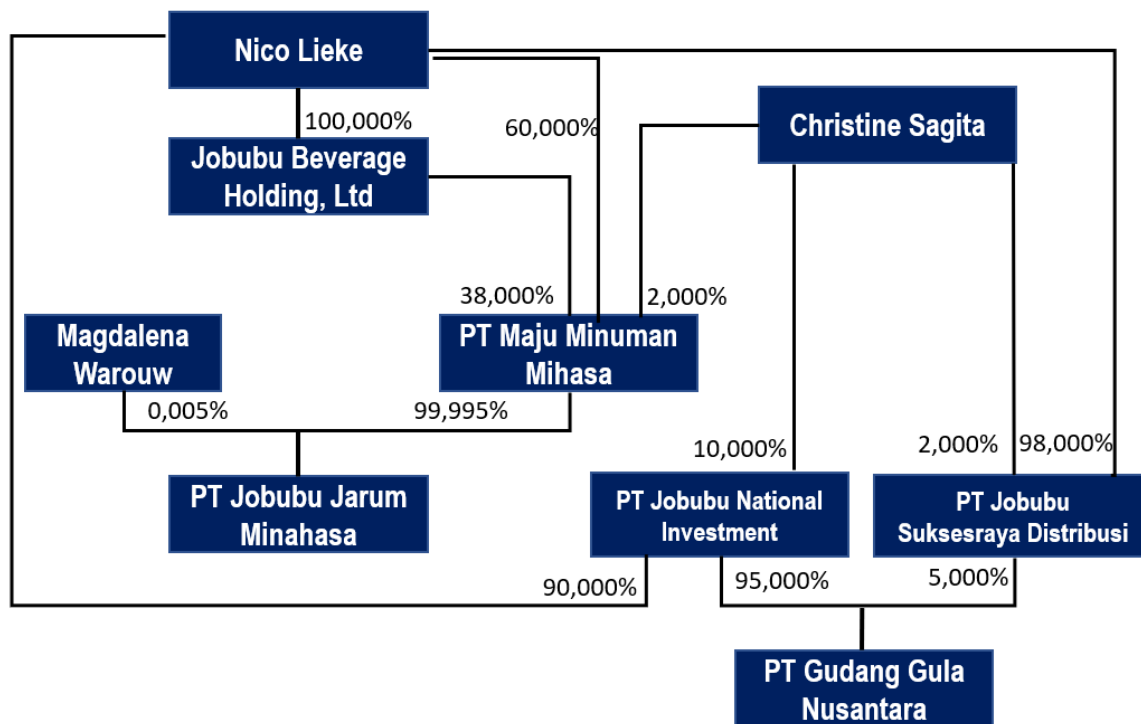 Nico Lieke
100,000%
60,000%
Christine Sagita
Jobubu Beverage
Holding, Ltd
38,000%
2,000%
Magdalena
Warouw
PT Maju Minuman
Mihasa
0,005%
99,995%
10,000%
2,000%
98,000%
PT Jobubu Jarum
Minahasa
PT Jobubu National
Investment
PT Jobubu
Suksesraya Distribusi
90,000%
95,000%
5,000%
PT Gudang Gula
Nusantara